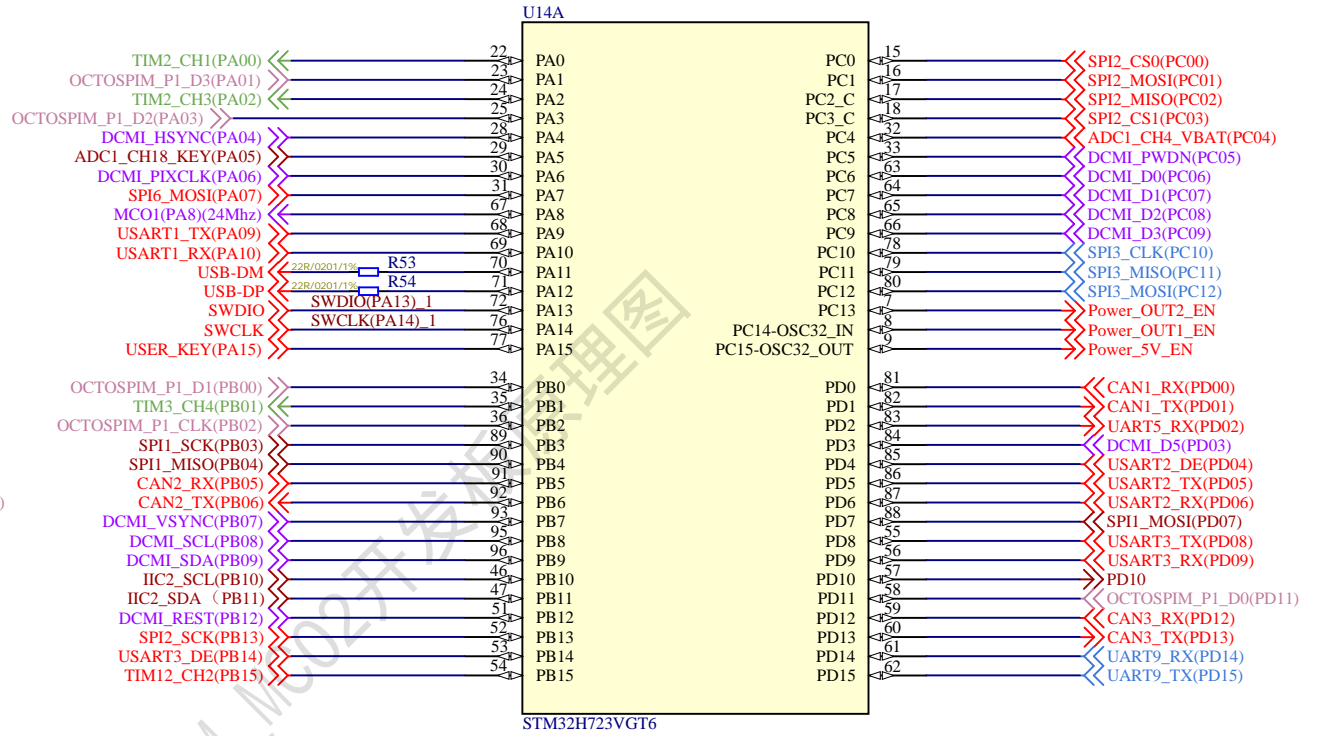 U14A
TIM2_CH1(PA00) 22 PA0 PC0 15 SPI2_CS0(PC00)
OCTOSPIM_P1_D3(PA01) 23 PA1 PC1 16 SPI2_MOSI(PC01)
TIM2_CH3(PA02) 24 PA2 PC2_C 17 SPI2_MISO(PC02)
OCTOSPIM_P1_D2(PA03) 25 PA3 PC3_C 18 SPI2_CS1(PC03)
DCMI_HSYNC(PA04) 28 PA4 PC4 32 ADC1_CH4_VBAT(PC04)
ADC1_CH18_KEY(PA05) 29 PA5 PC5 33 DCMI_PWDN(PC05)
DCMI_PIXCLK(PA06) 30 PA6 PC6 63 DCMI_D0(PC06)
SPI6_MOSI(PA07) 31 PA7 PC7 64 DCMI_D1(PC07)
MCO1(PA8)(24Mhz) 67 PA8 PC8 65 DCMI_D2(PC08)
USART1_TX(PA09) 68 PA9 PC9 66 DCMI_D3(PC09)
USART1_RX(PA10) 69 PA10 PC10 78 SPI3_CLK(PC10)
USB-DM 22R/0201/1% R53 70 PA11 PC11 79 SPI3_MISO(PC11)
USB-DP 22R/0201/1% R54 71 PA12 PC12 80 SPI3_MOSI(PC12)
SWDIO SWDIO(PA13)_1 72 PA13 PC13 7 Power_OUT2_EN
SWCLK SWCLK(PA14)_1 76 PA14 PC14-OSC32_IN 8 Power_OUT1_EN
USER_KEY(PA15) 77 PA15 PC15-OSC32_OUT 9 Power_5V_EN
OCTOSPIM_P1_D1(PB00) 34 PB0 PD0 81 CAN1_RX(PD00)
TIM3_CH4(PB01) 35 PB1 PD1 82 CAN1_TX(PD01)
OCTOSPIM_P1_CLK(PB02) 36 PB2 PD2 83 UART5_RX(PD02)
SPI1_SCK(PB03) 89 PB3 PD3 84 DCMI_D5(PD03)
SPI1_MISO(PB04) 90 PB4 PD4 85 USART2_DE(PD04)
CAN2_RX(PB05) 91 PB5 PD5 86 USART2_TX(PD05)
) CAN2_TX(PB06) 92 PB6 PD6 87 USART2_RX(PD06)
DCMI_VSYNC(PB07) 93 PB7 PD7 88 SPI1_MOSI(PD07)
DCMI_SCL(PB08) 95 PB8 PD8 55 USART3_TX(PD08)
DCMI_SDA(PB09) 96 PB9 PD9 56 USART3_RX(PD09)
IIC2_SCL(PB10) 46 PB10 PD10 57 PD10
IIC2_SDA（PB11) 47 PB11 PD11 58 OCTOSPIM_P1_D0(PD11)
DCMI_REST(PB12) 51 PB12 PD12 59 CAN3_RX(PD12)
SPI2_SCK(PB13) 52 PB13 PD13 60 CAN3_TX(PD13)
USART3_DE(PB14) 53 PB14 PD14 61 UART9_RX(PD14)
TIM12_CH2(PB15) 54 PB15 PD15 62 UART9_TX(PD15)
STM32H723VGT6
_MC02开发板原理图